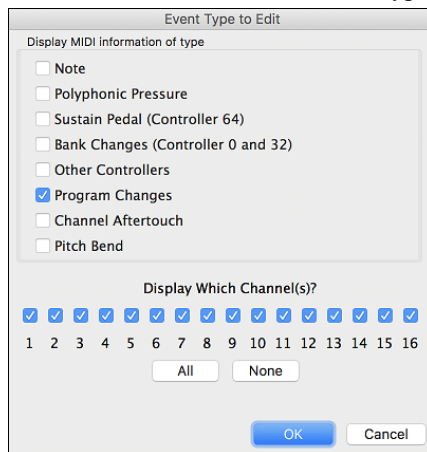 Event Type to Edit
Display MIDI information of type
Note
Polyphonic Pressure
Sustain Pedal (Controller 64)
Bank Changes (Controller 0 and 32)
Other Controllers
Program Changes
Channel Aftertouch
Pitch Bend
Display Which Channel(s)?
1 2 3 4 5 6 7 8 9 10 11 12 13 14 15 16
All None
OK Cancel